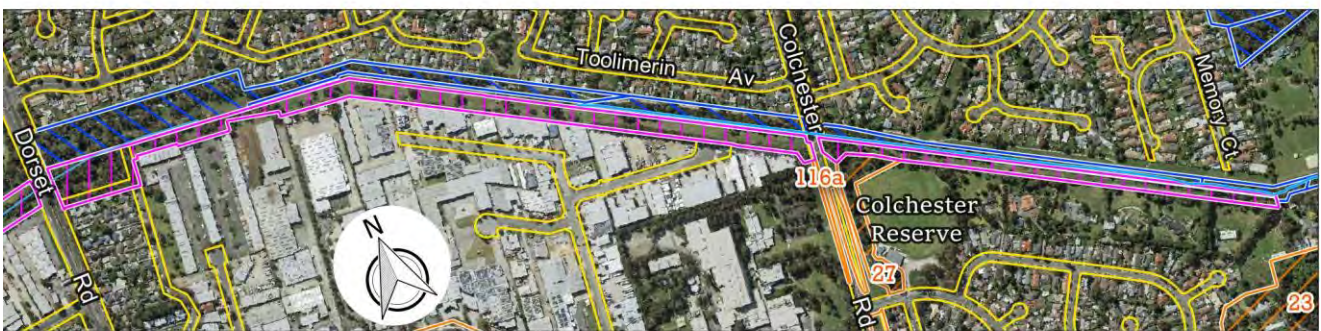 Toolimerin Av
Colchester
Memory Ct
Dorset
Rd
N
116a
Colchester
Reserve
27
Rd
23